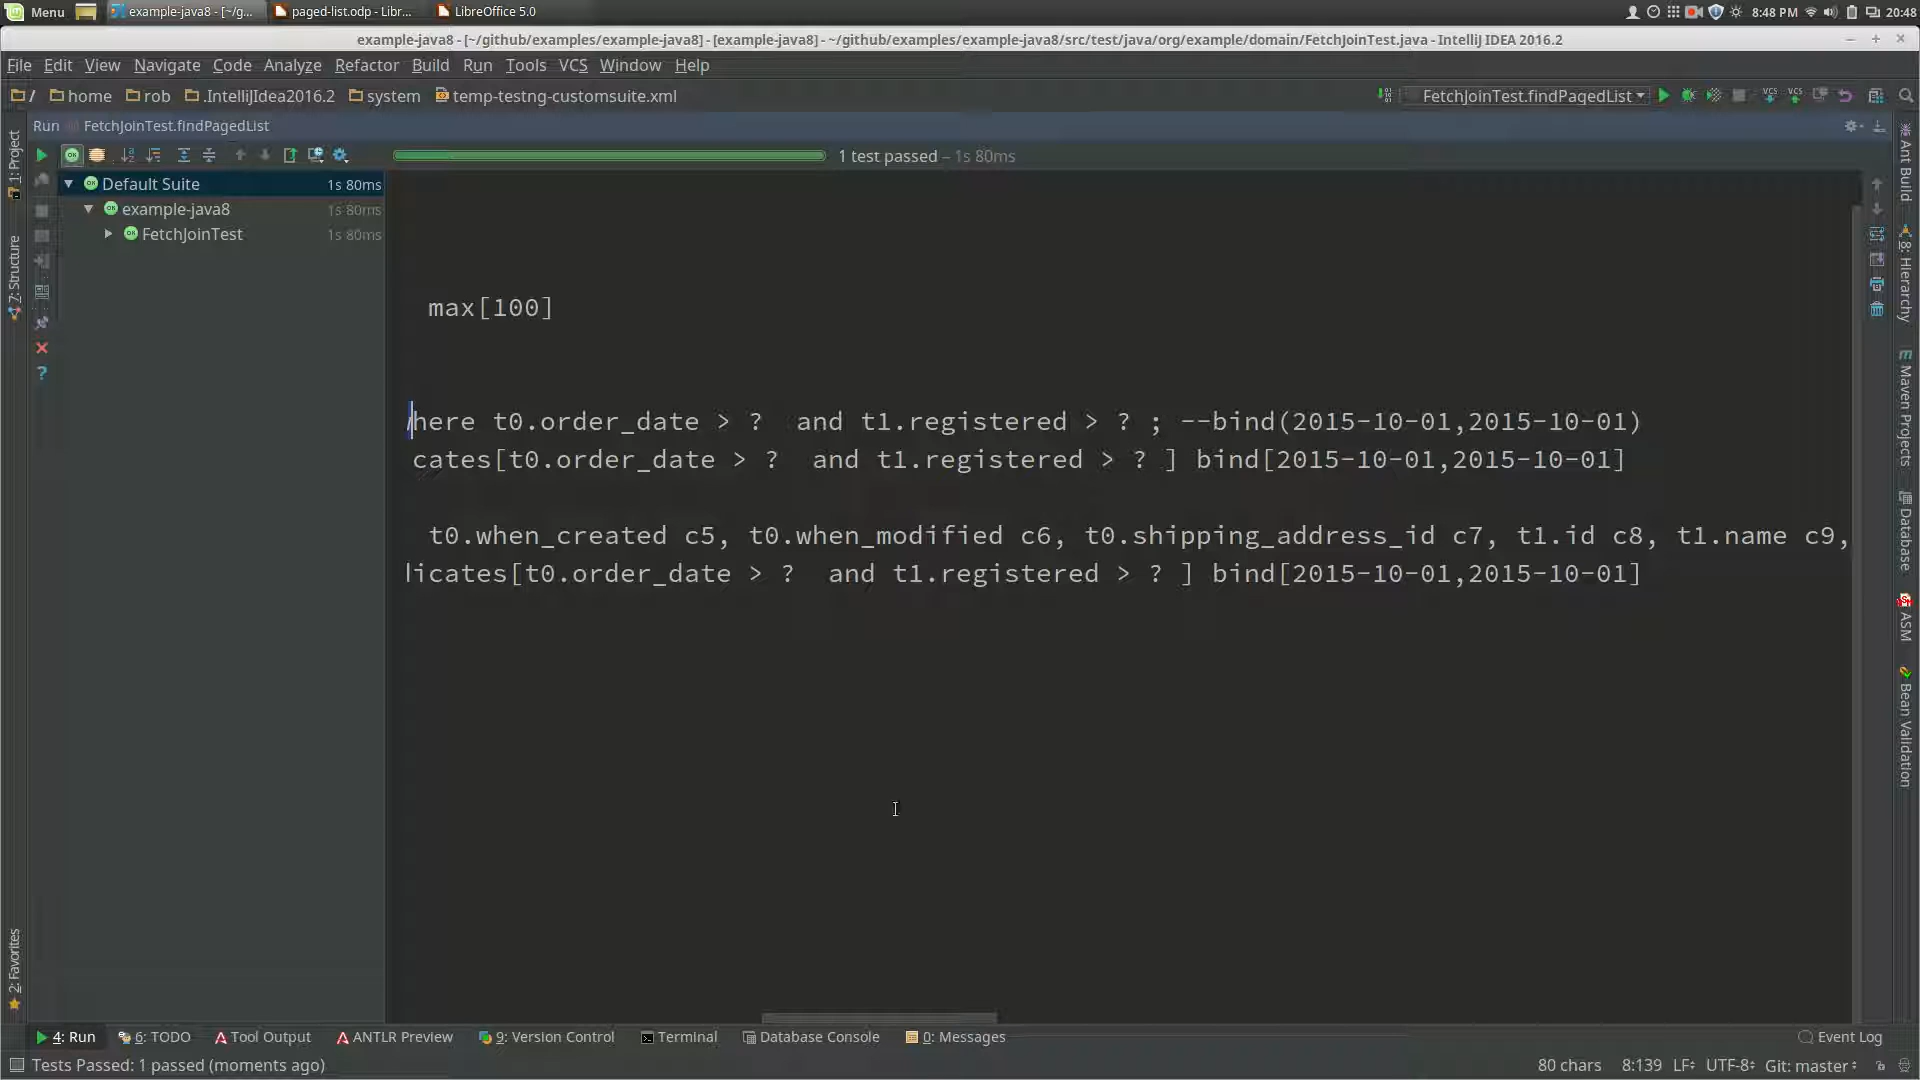 Menu example-java8 - [~/g... paged-list.odp - Libr... LibreOffice 5.0 8:48 PM 20:48
example-java8 - [~/github/examples/example-java8] - [example-java8] - ~/github/examples/example-java8/src/test/java/org/example/domain/FetchJoinTest.java - IntelliJ IDEA 2016.2
File Edit View Navigate Code Analyze Refactor Build Run Tools VCS Window Help
/ home rob .IntelliJIdea2016.2 system temp-testng-customsuite.xml FetchJoinTest.findPagedList VCS VCS
Run FetchJoinTest.findPagedList
1 test passed – 1s 80ms
Default Suite 1s 80ms
example-java8 1s 80ms
FetchJoinTest 1s 80ms
max[100]
here t0.order_date > ?  and t1.registered > ? ; --bind(2015-10-01,2015-10-01)
cates[t0.order_date > ?  and t1.registered > ? ] bind[2015-10-01,2015-10-01]
t0.when_created c5, t0.when_modified c6, t0.shipping_address_id c7, t1.id c8, t1.name c9,
licates[t0.order_date > ?  and t1.registered > ? ] bind[2015-10-01,2015-10-01]
1: Project
7: Structure
2: Favorites
Ant Build
8: Hierarchy
Maven Projects
Database
ASM
Bean Validation
4: Run 6: TODO Tool Output ANTLR Preview 9: Version Control Terminal Database Console 0: Messages Event Log
Tests Passed: 1 passed (moments ago) 80 chars 8:139 LF UTF-8 Git: master